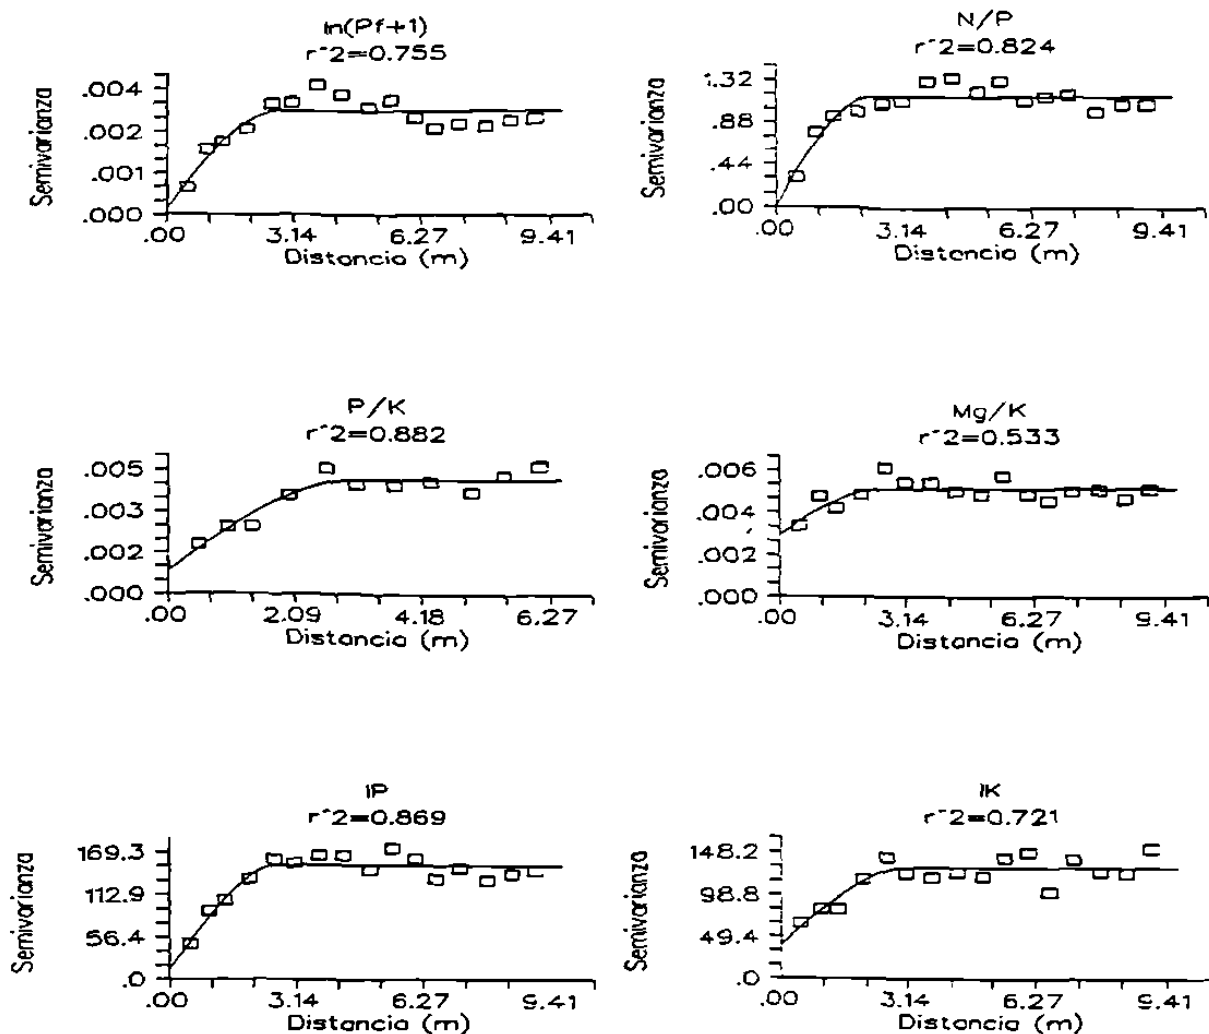 ln(Pf+1)
r^2=0.755
Semivarianza
.004
.002
.001
.000
.00 3.14 6.27 9.41
Distancia (m)
N/P
r^2=0.824
Semivarianza
1.32
.88
.44
.00
.00 3.14 6.27 9.41
Distancia (m)
P/K
r^2=0.882
Semivarianza
.005
.003
.002
.000
.00 2.09 4.18 6.27
Distancia (m)
Mg/K
r^2=0.533
Semivarianza
.006
.004
.002
.000
.00 3.14 6.27 9.41
Distancia (m)
IP
r^2=0.869
Semivarianza
169.3
112.9
56.4
.0
.00 3.14 6.27 9.41
Distancia (m)
IK
r^2=0.721
Semivarianza
148.2
98.8
49.4
.0
.00 3.14 6.27 9.41
Distancia (m)